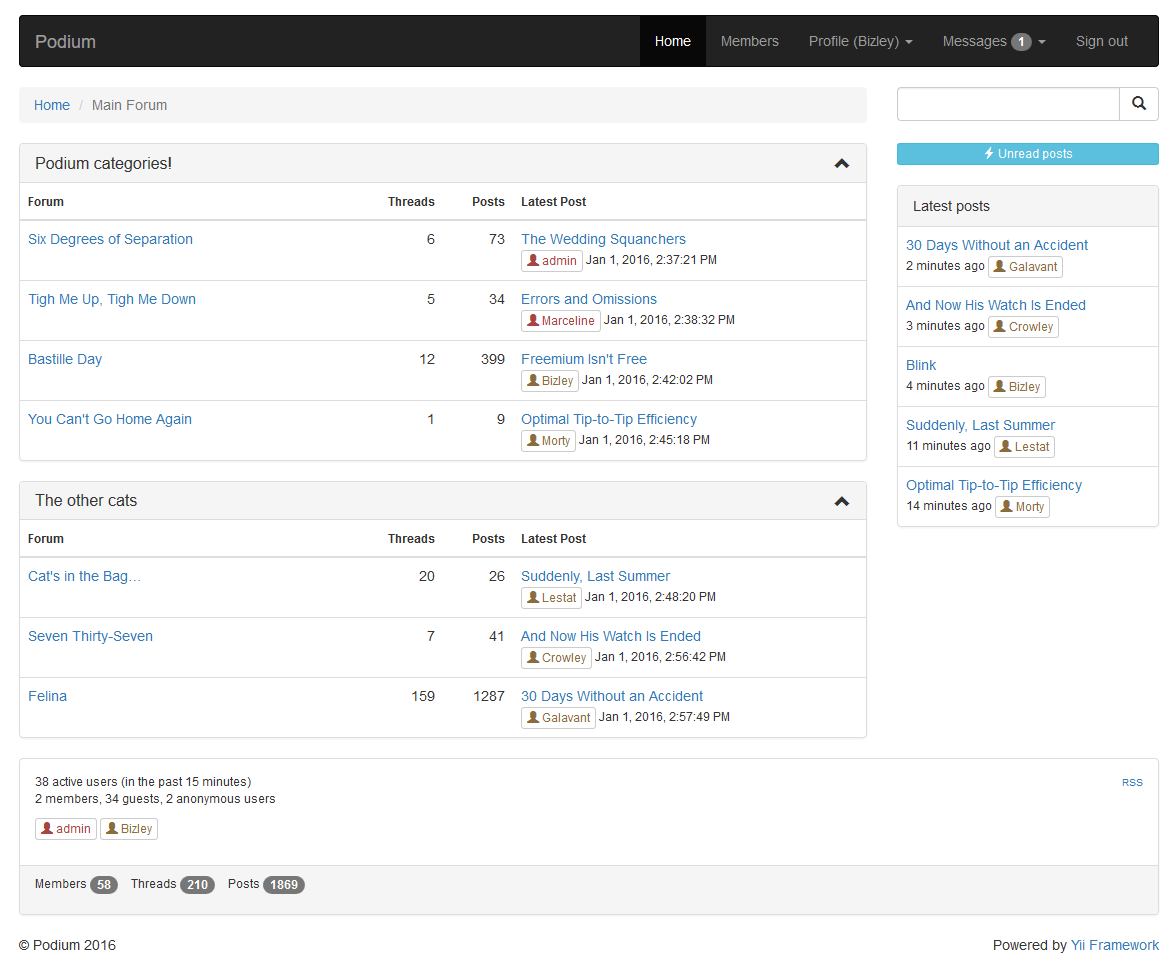 Podium
Home
Members
Profile (Bizley)
Messages 1
Sign out
Home / Main Forum
Podium categories!
Forum Threads Posts Latest Post
Six Degrees of Separation 6 73 The Wedding Squanchers
admin Jan 1, 2016, 2:37:21 PM
Tigh Me Up, Tigh Me Down 5 34 Errors and Omissions
Marceline Jan 1, 2016, 2:38:32 PM
Bastille Day 12 399 Freemium Isn't Free
Bizley Jan 1, 2016, 2:42:02 PM
You Can't Go Home Again 1 9 Optimal Tip-to-Tip Efficiency
Morty Jan 1, 2016, 2:45:18 PM
The other cats
Forum Threads Posts Latest Post
Cat's in the Bag… 20 26 Suddenly, Last Summer
Lestat Jan 1, 2016, 2:48:20 PM
Seven Thirty-Seven 7 41 And Now His Watch Is Ended
Crowley Jan 1, 2016, 2:56:42 PM
Felina 159 1287 30 Days Without an Accident
Galavant Jan 1, 2016, 2:57:49 PM
Unread posts
Latest posts
30 Days Without an Accident
2 minutes ago Galavant
And Now His Watch Is Ended
3 minutes ago Crowley
Blink
4 minutes ago Bizley
Suddenly, Last Summer
11 minutes ago Lestat
Optimal Tip-to-Tip Efficiency
14 minutes ago Morty
38 active users (in the past 15 minutes)
RSS
2 members, 34 guests, 2 anonymous users
admin Bizley
Members 58 Threads 210 Posts 1869
© Podium 2016
Powered by Yii Framework